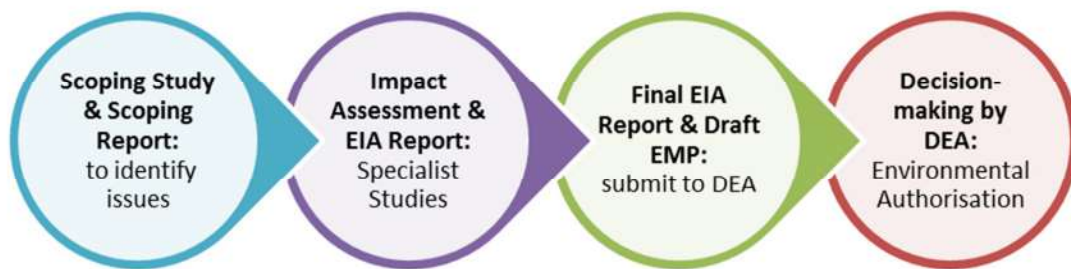 Scoping Study
& Scoping
Report:
to identify
issues
Impact
Assessment &
EIA Report:
Specialist
Studies
Final EIA
Report & Draft
EMP:
submit to DEA
Decision-
making by
DEA:
Environmental
Authorisation